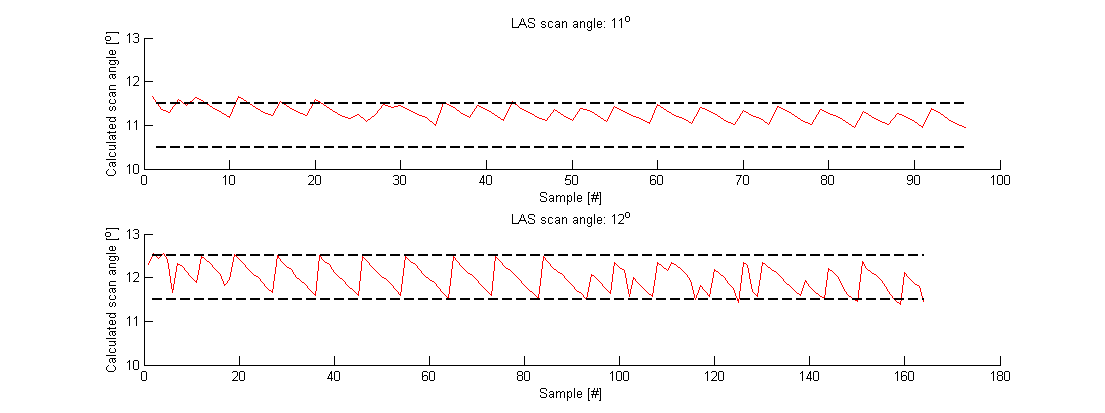 LAS scan angle: 11º
Calculated scan angle [º]
13
12
11
10
0 10 20 30 40 50 60 70 80 90 100
Sample [#]
LAS scan angle: 12º
Calculated scan angle [º]
13
12
11
10
0 20 40 60 80 100 120 140 160 180
Sample [#]